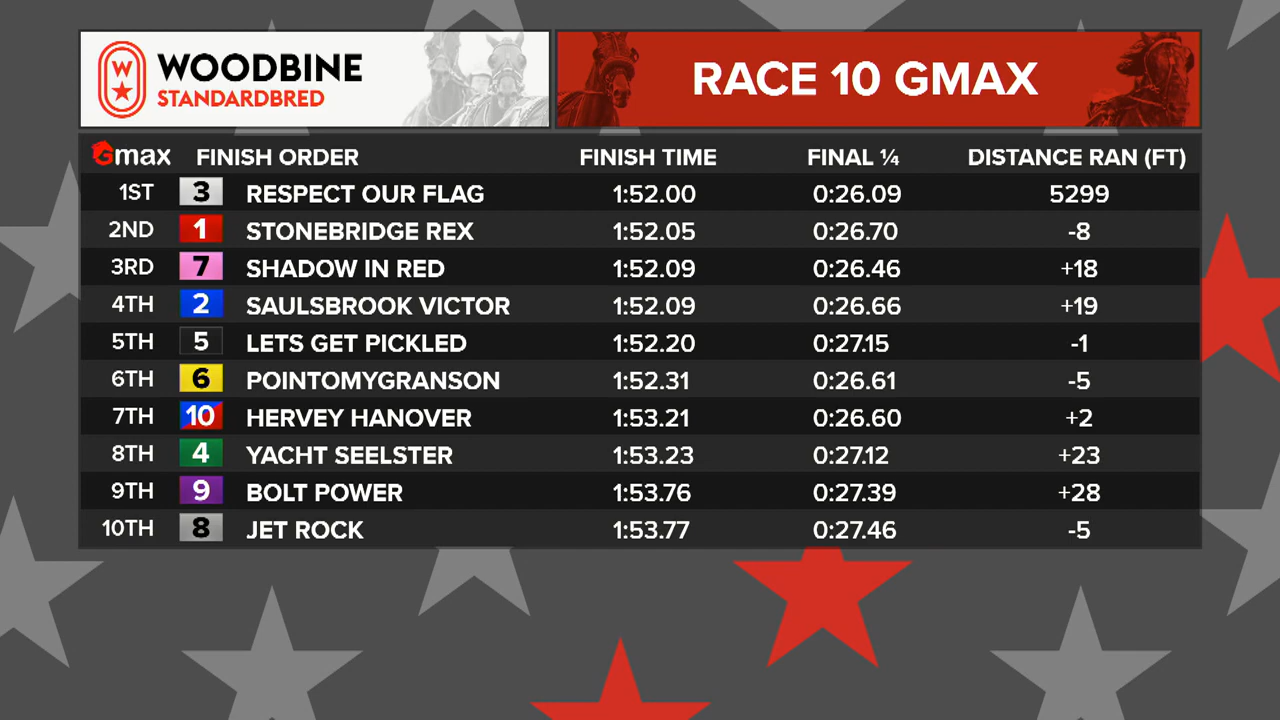 W
WOODBINE
STANDARDBRED
RACE 10 GMAX
Gmax FINISH ORDER FINISH TIME FINAL ¼ DISTANCE RAN (FT)
1ST 3 RESPECT OUR FLAG 1:52.00 0:26.09 5299
2ND 1 STONEBRIDGE REX 1:52.05 0:26.70 -8
3RD 7 SHADOW IN RED 1:52.09 0:26.46 +18
4TH 2 SAULSBROOK VICTOR 1:52.09 0:26.66 +19
5TH 5 LETS GET PICKLED 1:52.20 0:27.15 -1
6TH 6 POINTOMYGRANSON 1:52.31 0:26.61 -5
7TH 10 HERVEY HANOVER 1:53.21 0:26.60 +2
8TH 4 YACHT SEELSTER 1:53.23 0:27.12 +23
9TH 9 BOLT POWER 1:53.76 0:27.39 +28
10TH 8 JET ROCK 1:53.77 0:27.46 -5